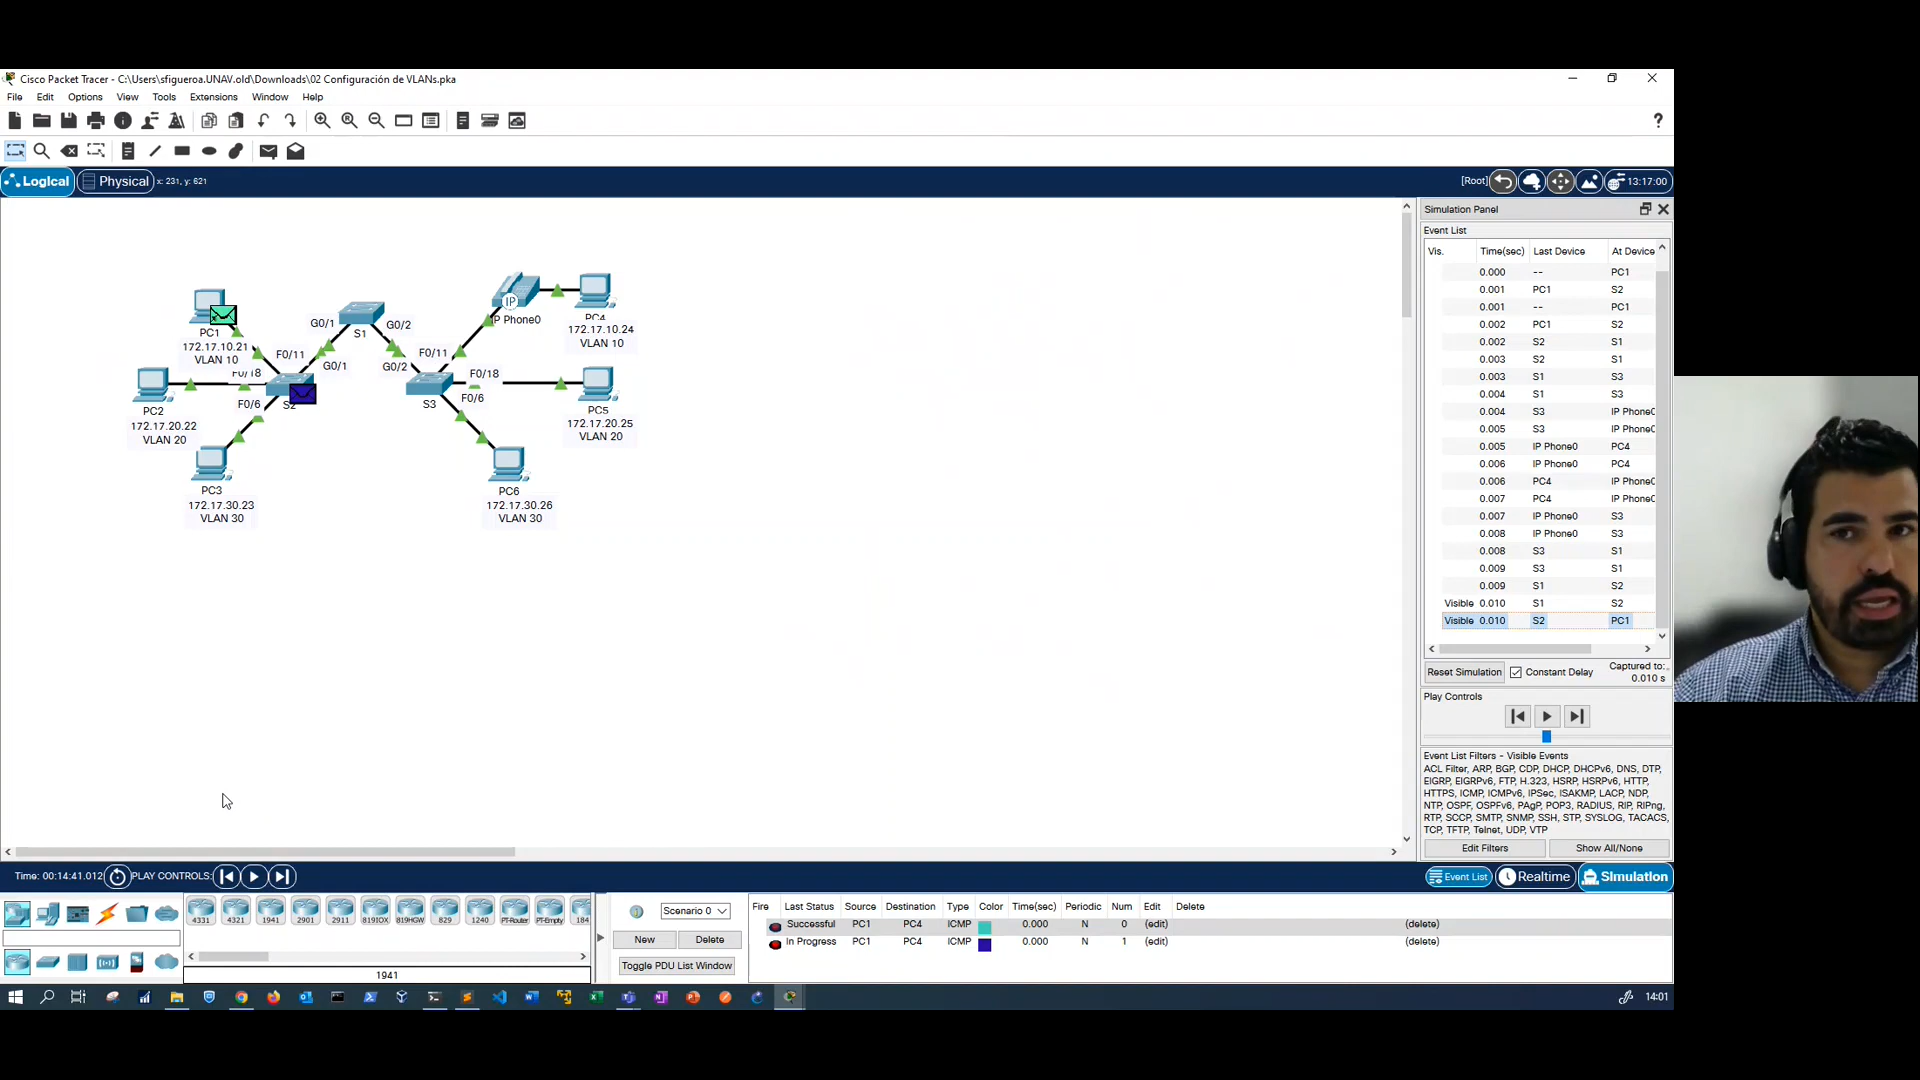 Cisco Packet Tracer - C:\Users\sfigueroa.UNAV.old\Downloads\02 Configuración de VLANs.pka
File Edit Options View Tools Extensions Window Help
?
Logical Physical x: 231, y: 621
[Root] 13:17:00
Simulation Panel
Event List
Vis. Time(sec) Last Device At Device
0.000 -- PC1
0.001 PC1 S2
0.001 -- PC1
0.002 PC1 S2
0.002 S2 S1
0.003 S2 S1
0.003 S1 S3
0.004 S1 S3
0.004 S3 IP Phone0
0.005 S3 IP Phone0
0.005 IP Phone0 PC4
0.006 IP Phone0 PC4
0.006 PC4 IP Phone0
0.007 PC4 IP Phone0
0.007 IP Phone0 S3
0.008 IP Phone0 S3
0.008 S3 S1
0.009 S3 S1
0.009 S1 S2
Visible 0.010 S1 S2
Visible 0.010 S2 PC1
Reset Simulation Constant Delay Captured to:
0.010 s
Play Controls
Event List Filters - Visible Events
ACL Filter, ARP, BGP, CDP, DHCP, DHCPv6, DNS, DTP,
EIGRP, EIGRPv6, FTP, H.323, HSRP, HSRPv6, HTTP,
HTTPS, ICMP, ICMPv6, IPSec, ISAKMP, LACP, NDP,
NTP, OSPF, OSPFv6, PAgP, POP3, RADIUS, RIP, RIPng,
RTP, SCCP, SMTP, SNMP, SSH, STP, SYSLOG, TACACS,
TCP, TFTP, Telnet, UDP, VTP
Edit Filters Show All/None
PC1
172.17.10.21
VLAN 10
PC2
172.17.20.22
VLAN 20
PC3
172.17.30.23
VLAN 30
F0/11
F0/18
F0/6
S2
G0/1
G0/1
S1
G0/2
G0/2
S3
F0/11
F0/18
F0/6
IP
IP Phone0
PC4
172.17.10.24
VLAN 10
PC5
172.17.20.25
VLAN 20
PC6
172.17.30.26
VLAN 30
Time: 00:14:41.012 PLAY CONTROLS:
Event List Realtime Simulation
4331 4321 1941 2901 2911 819IOX 819HGW 829 1240 PT-Router PT-Empty 184
1941
Scenario 0
New Delete
Toggle PDU List Window
Fire Last Status Source Destination Type Color Time(sec) Periodic Num Edit Delete
Successful PC1 PC4 ICMP 0.000 N 0 (edit) (delete)
In Progress PC1 PC4 ICMP 0.000 N 1 (edit) (delete)
14:01